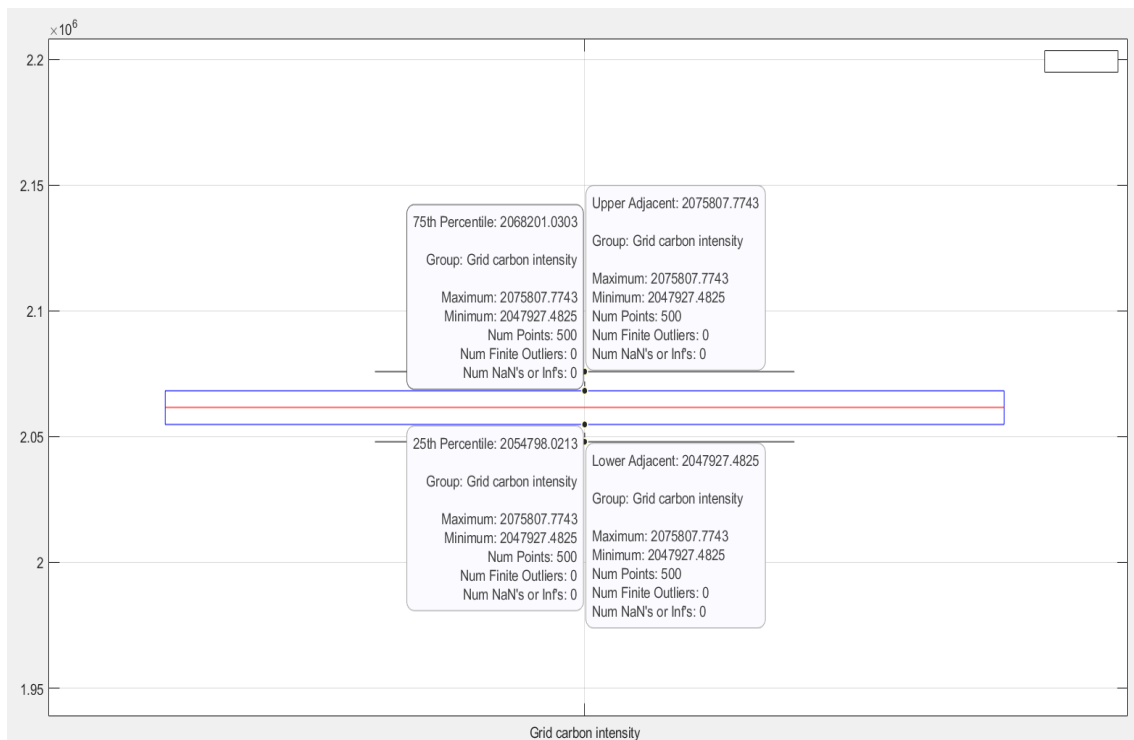 ×10^6
2.2
2.15
2.1
2.05
2
1.95
75th Percentile: 2068201.0303
Group: Grid carbon intensity
Maximum: 2075807.7743
Minimum: 2047927.4825
Num Points: 500
Num Finite Outliers: 0
Num NaN's or Inf's: 0
Upper Adjacent: 2075807.7743
Group: Grid carbon intensity
Maximum: 2075807.7743
Minimum: 2047927.4825
Num Points: 500
Num Finite Outliers: 0
Num NaN's or Inf's: 0
25th Percentile: 2054798.0213
Group: Grid carbon intensity
Maximum: 2075807.7743
Minimum: 2047927.4825
Num Points: 500
Num Finite Outliers: 0
Num NaN's or Inf's: 0
Lower Adjacent: 2047927.4825
Group: Grid carbon intensity
Maximum: 2075807.7743
Minimum: 2047927.4825
Num Points: 500
Num Finite Outliers: 0
Num NaN's or Inf's: 0
Grid carbon intensity